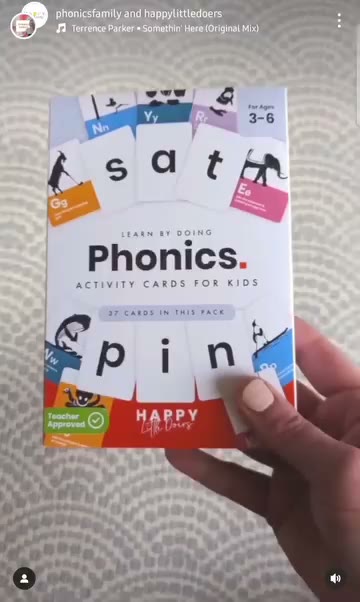 phonicsfamily and happylittledoers
Terrence Parker • Somethin' Here (Original Mix)
For Ages
3-6
Nn
Yy
Rr
s a t
Gg
Ee
LEARN BY DOING
Phonics.
ACTIVITY CARDS FOR KIDS
37 CARDS IN THIS PACK
p i n
Teacher
Approved
HAPPY
Little Doers